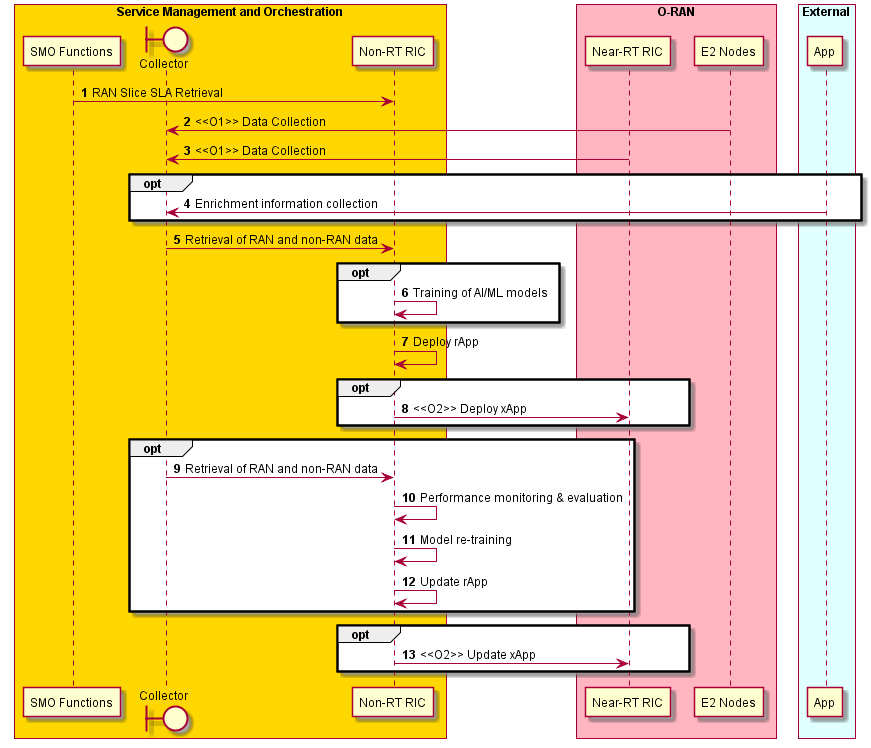 Service Management and Orchestration
O-RAN
External
SMO Functions
Collector
Non-RT RIC
Near-RT RIC
E2 Nodes
App
1 RAN Slice SLA Retrieval
2 <<O1>> Data Collection
3 <<O1>> Data Collection
opt
4 Enrichment information collection
5 Retrieval of RAN and non-RAN data
opt
6 Training of AI/ML models
7 Deploy rApp
opt
8 <<O2>> Deploy xApp
opt
9 Retrieval of RAN and non-RAN data
10 Performance monitoring & evaluation
11 Model re-training
12 Update rApp
opt
13 <<O2>> Update xApp
SMO Functions
Collector
Non-RT RIC
Near-RT RIC
E2 Nodes
App